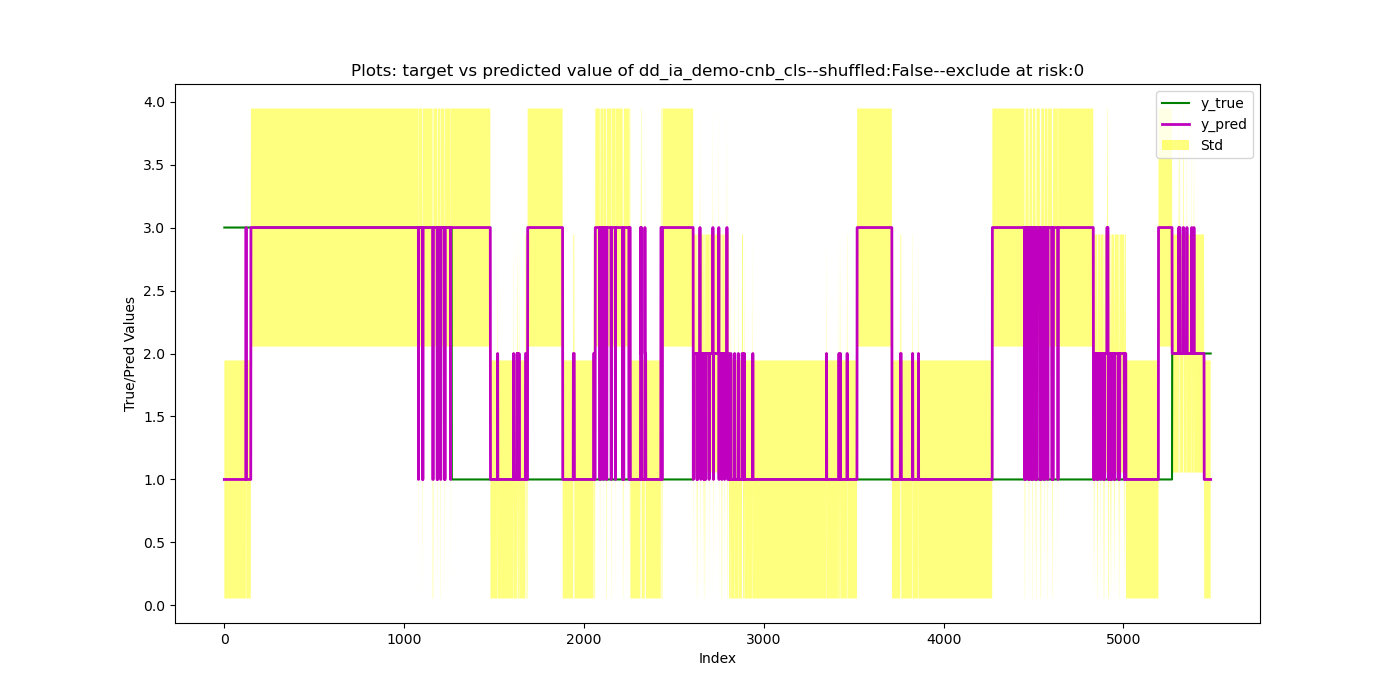 Plots: target vs predicted value of dd_ia_demo-cnb_cls--shuffled:False--exclude at risk:0
y_true
y_pred
Std
True/Pred Values
4.0
3.5
3.0
2.5
2.0
1.5
1.0
0.5
0.0
0 1000 2000 3000 4000 5000
Index